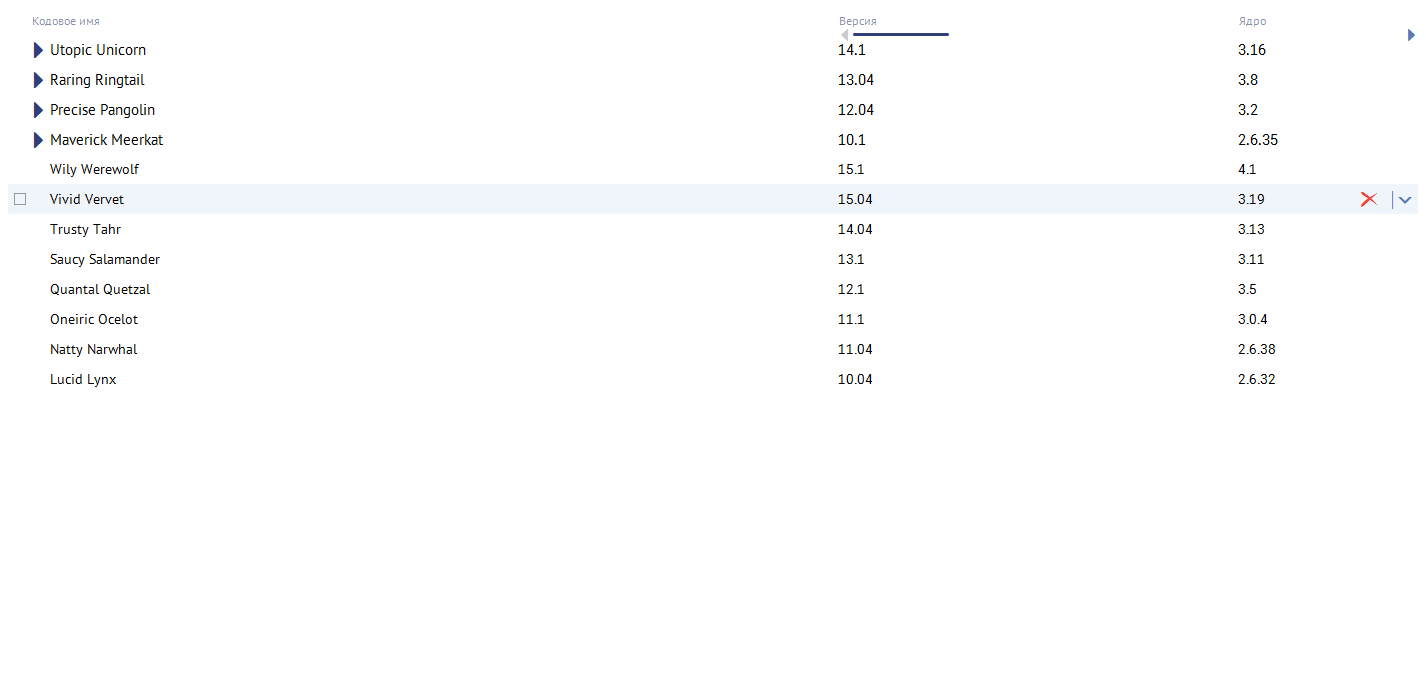 Кодовое имя Версия Ядро
Utopic Unicorn 14.1 3.16
Raring Ringtail 13.04 3.8
Precise Pangolin 12.04 3.2
Maverick Meerkat 10.1 2.6.35
Wily Werewolf 15.1 4.1
Vivid Vervet 15.04 3.19
Trusty Tahr 14.04 3.13
Saucy Salamander 13.1 3.11
Quantal Quetzal 12.1 3.5
Oneiric Ocelot 11.1 3.0.4
Natty Narwhal 11.04 2.6.38
Lucid Lynx 10.04 2.6.32